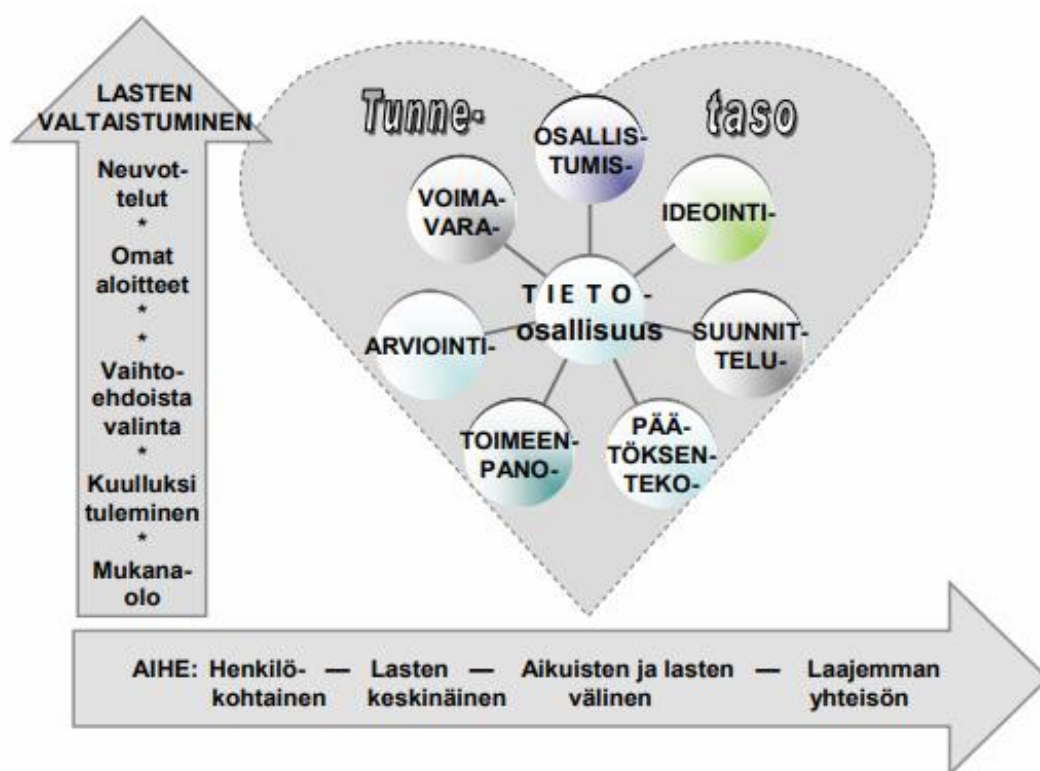 LASTEN
VALTAISTUMINEN
Neuvot-
telut
*
Omat
aloitteet
*
*
Vaihto-
ehdoista
valinta
*
Kuulluksi
tuleminen
*
Mukana-
olo
Tunne- taso
OSALLIS-
TUMIS-
VOIMA-
VARA-
IDEOINTI-
T I E T O -
osallisuus
ARVIOINTI-
SUUNNIT-
TELU-
TOIMEEN-
PANO-
PÄÄ-
TÖKSEN-
TEKO-
AIHE: Henkilö- — Lasten — Aikuisten ja lasten — Laajemman
kohtainen keskinäinen välinen yhteisön